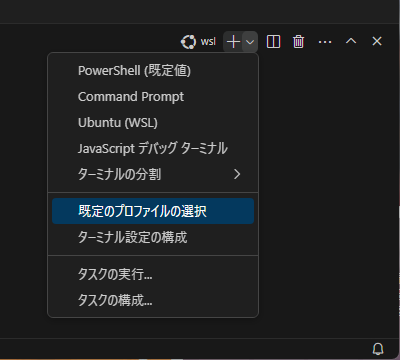 wsl
PowerShell (既定値)
Command Prompt
Ubuntu (WSL)
JavaScript デバッグ ターミナル
ターミナルの分割
既定のプロファイルの選択
ターミナル設定の構成
タスクの実行...
タスクの構成...